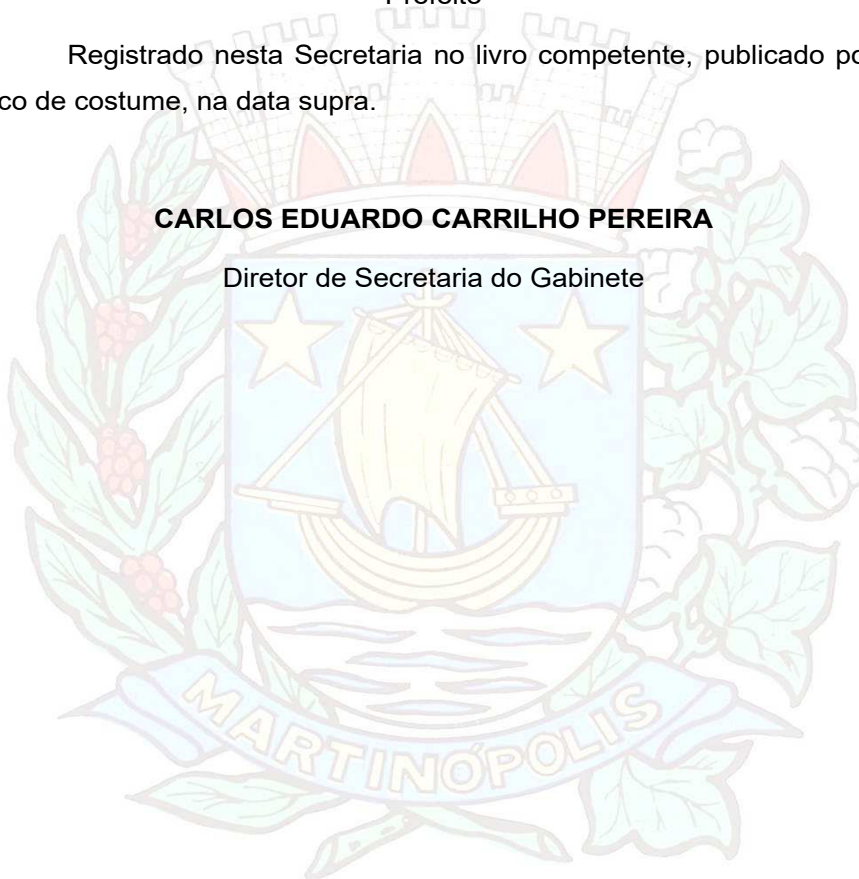 Prefeito
Registrado nesta Secretaria no livro competente, publicado po
co de costume, na data supra.
CARLOS EDUARDO CARRILHO PEREIRA
Diretor de Secretaria do Gabinete
MARTINÓPOLIS